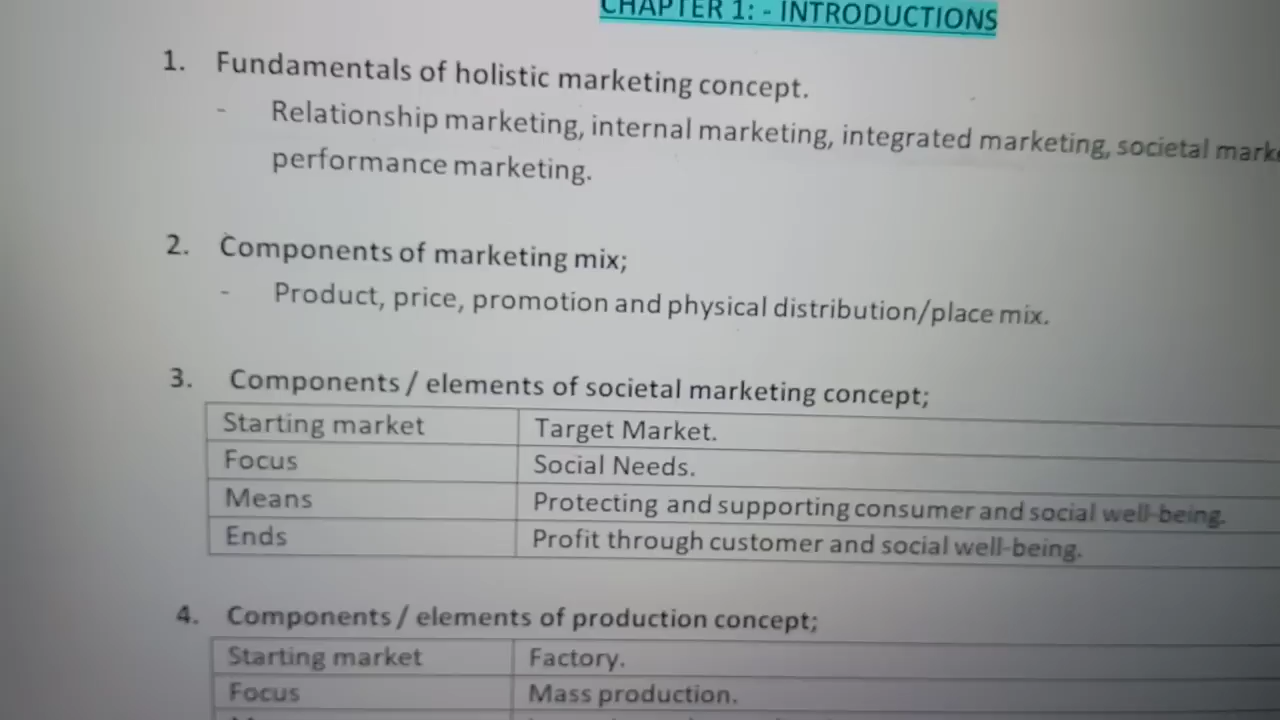 CHAPTER 1: - INTRODUCTIONS
1. Fundamentals of holistic marketing concept.
- Relationship marketing, internal marketing, integrated marketing, societal
performance marketing.
2. Components of marketing mix;
- Product, price, promotion and physical distribution/place mix.
3. Components / elements of societal marketing concept;
Starting market Target Market.
Focus Social Needs.
Means Protecting and supporting consumer and social well-being.
Ends Profit through customer and social well-being.
4. Components / elements of production concept;
Starting market Factory.
Focus Mass production.